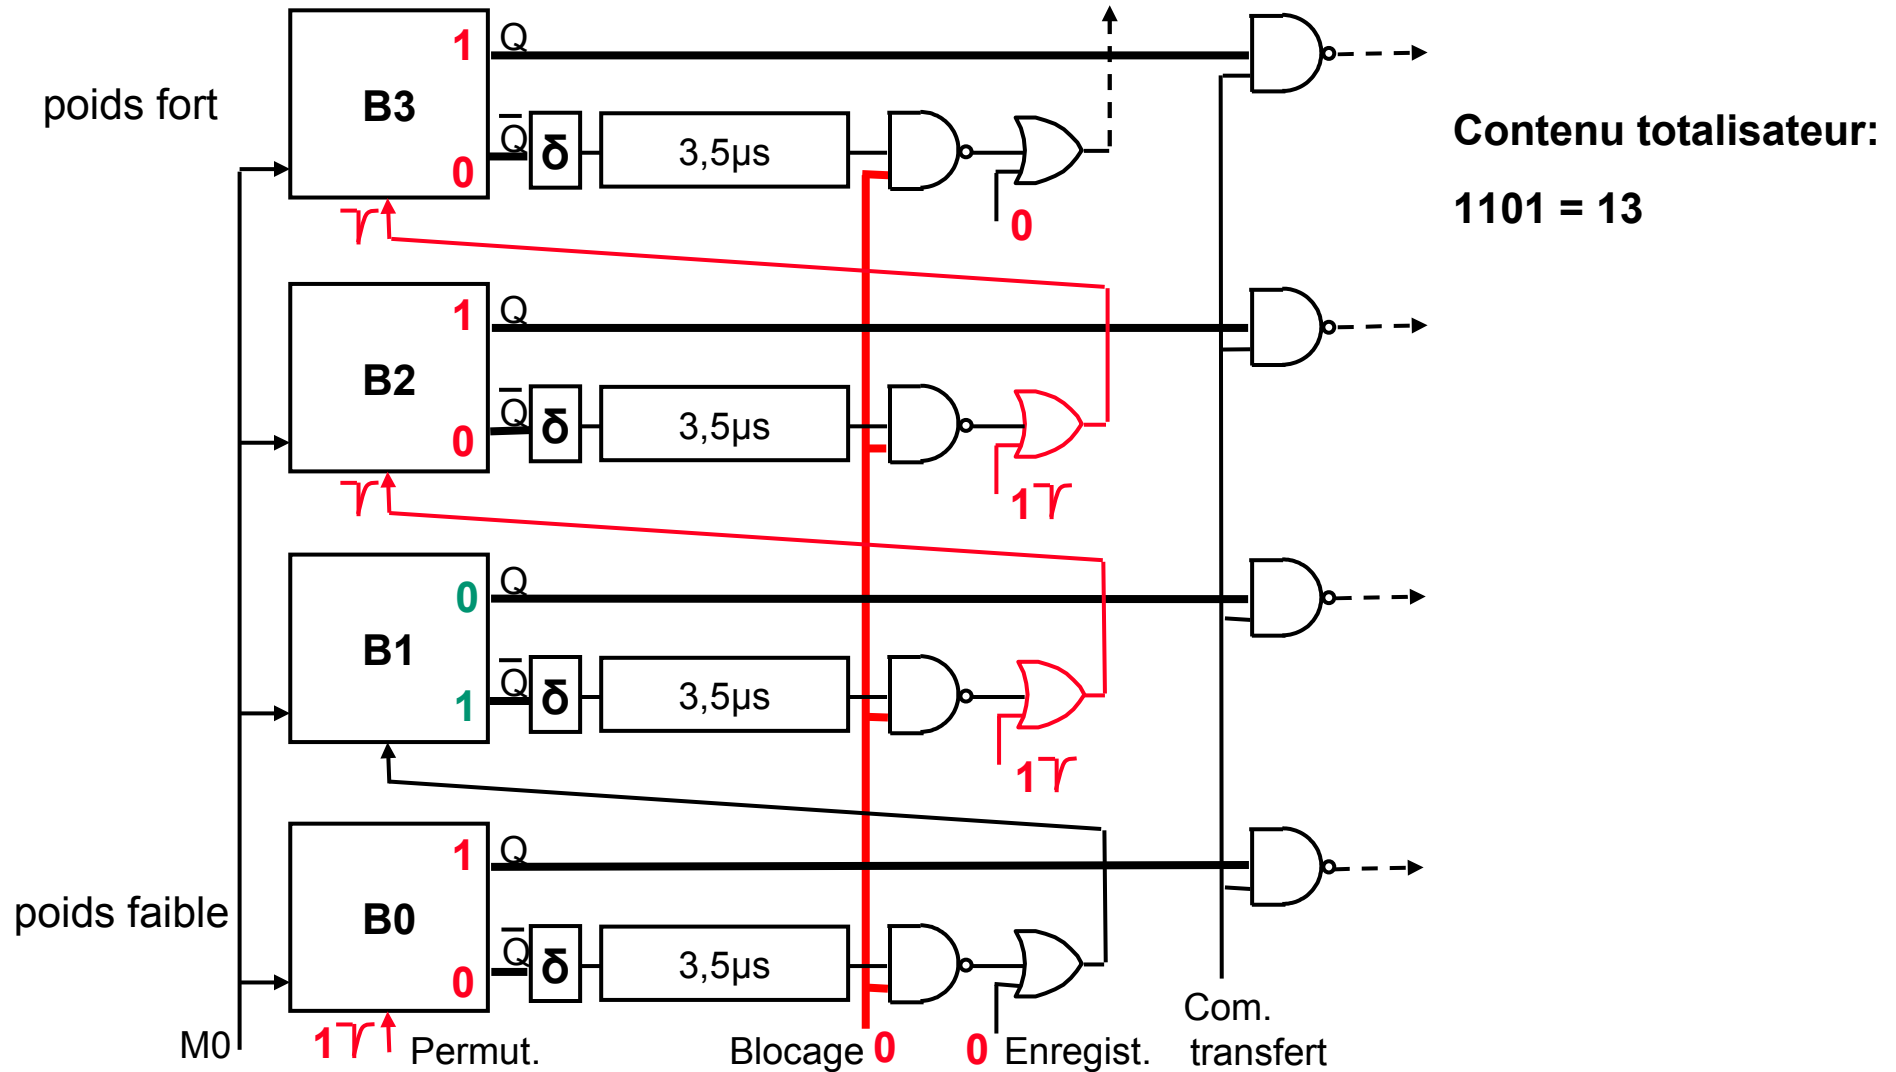 1 Q
poids fort
B3
Q̅ δ 3,5µs
0
0
Contenu totalisateur:
1101 = 13
1 Q
B2
Q̅ δ 3,5µs
0
1
0 Q
B1
Q̅ δ 3,5µs
1
1
1 Q
poids faible
B0
Q̅ δ 3,5µs
0
M0
1 Permut.
Blocage 0
0 Enregist.
Com.
transfert